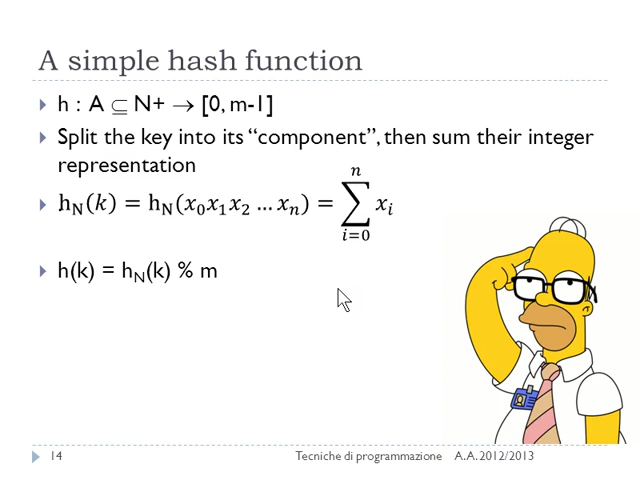 A simple hash function
h : A ⊆ N+ → [0, m-1]
Split the key into its “component”, then sum their integer
representation
h_N(k) = h_N(x_0x_1x_2 … x_n) = ∑_{i=0}^{n} x_i
h(k) = h_N(k) % m
14 Tecniche di programmazione A.A. 2012/2013